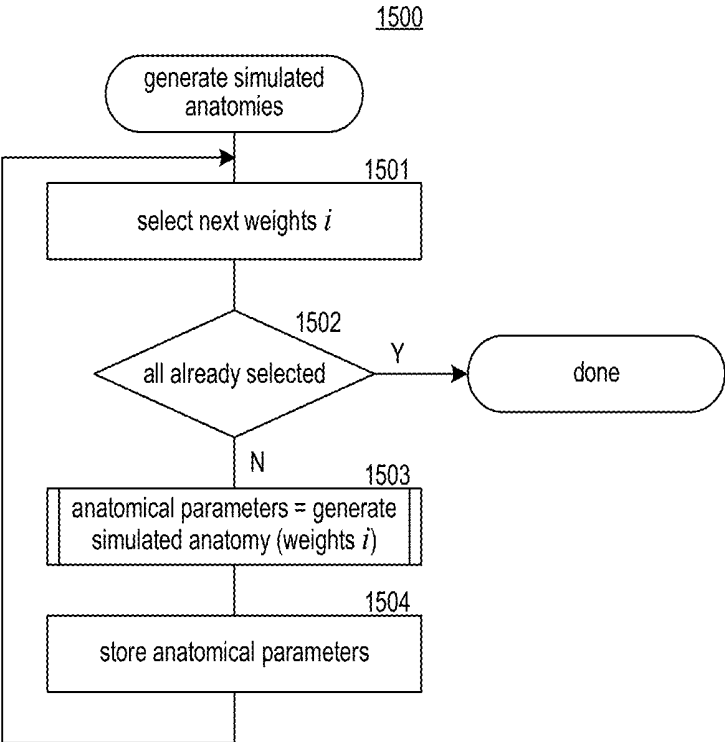 1500
generate simulated
anatomies
1501
select next weights i
1502
all already selected
Y
done
N
1503
anatomical parameters = generate
simulated anatomy (weights i)
1504
store anatomical parameters